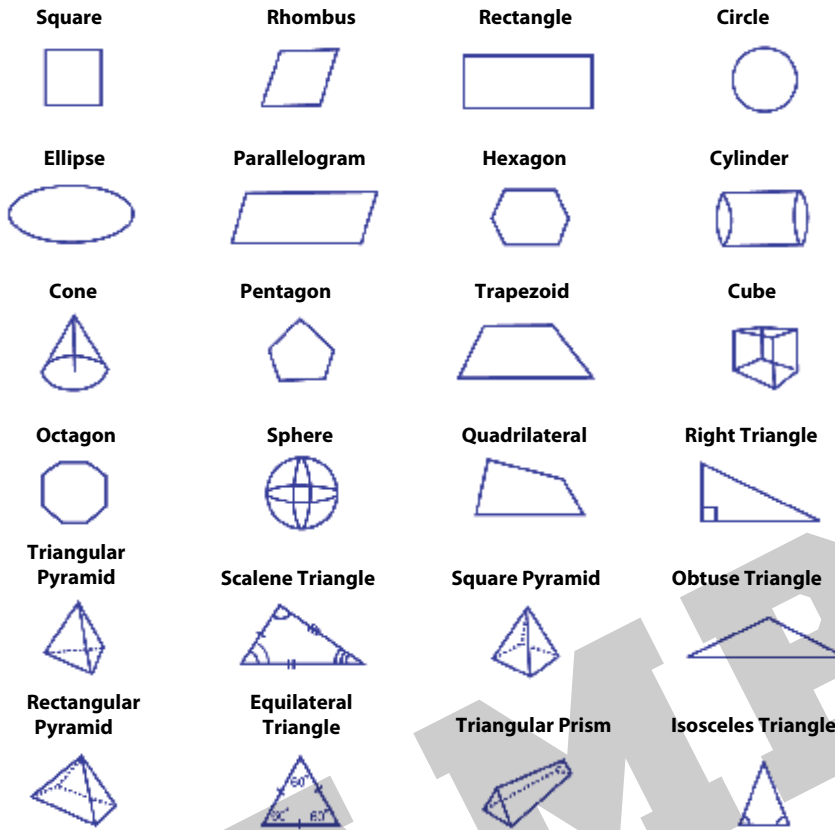 Square
Rhombus
Rectangle
Circle
Ellipse
Parallelogram
Hexagon
Cylinder
Cone
Pentagon
Trapezoid
Cube
Octagon
Sphere
Quadrilateral
Right Triangle
Triangular
Pyramid
Scalene Triangle
Square Pyramid
Obtuse Triangle
Rectangular
Pyramid
Equilateral
Triangle
Triangular Prism
Isosceles Triangle
60°
60°
60°